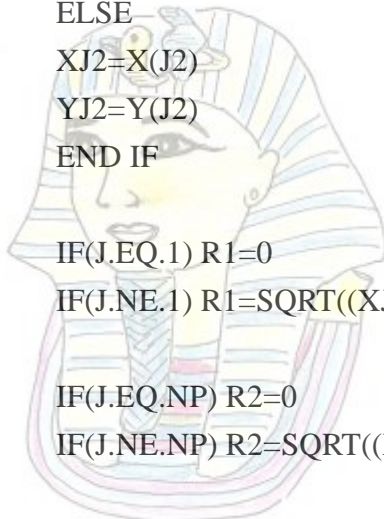 ELSE
XJ2=X(J2)
YJ2=Y(J2)
END IF
IF(J.EQ.1) R1=0
IF(J.NE.1) R1=SQRT((XJ
IF(J.EQ.NP) R2=0
IF(J.NE.NP) R2=SQRT((